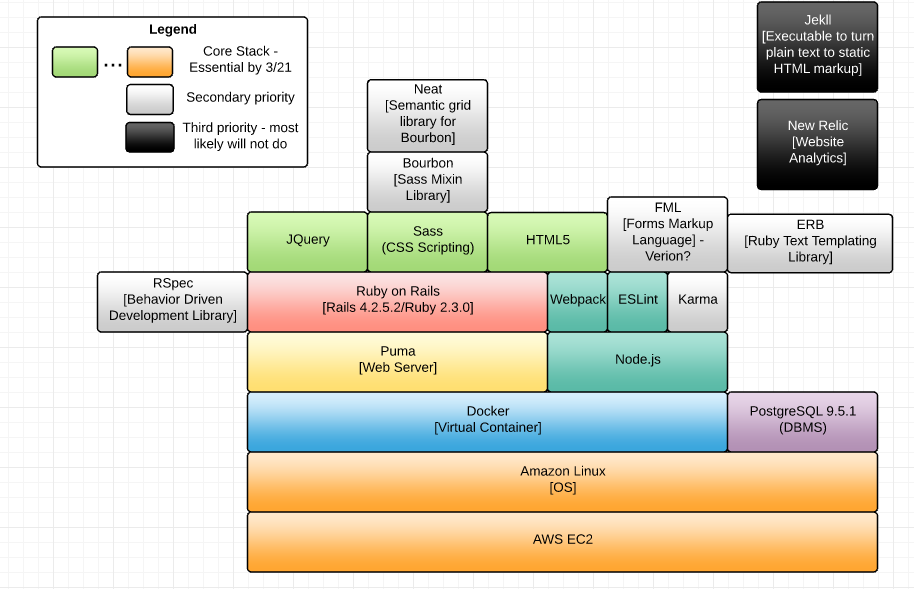 Legend
Core Stack -
Essential by 3/21
...
Secondary priority
Third priority - most
likely will not do
Jekll
[Executable to turn
plain text to static
HTML markup]
New Relic
[Website
Analytics]
Neat
[Semantic grid
library for
Bourbon]
Bourbon
[Sass Mixin
Library]
JQuery
Sass
(CSS Scripting)
HTML5
FML
[Forms Markup
Language] -
Verion?
ERB
[Ruby Text Templating
Library]
RSpec
[Behavior Driven
Development Library]
Ruby on Rails
[Rails 4.2.5.2/Ruby 2.3.0]
Webpack
ESLint
Karma
Puma
[Web Server]
Node.js
Docker
[Virtual Container]
PostgreSQL 9.5.1
(DBMS)
Amazon Linux
[OS]
AWS EC2